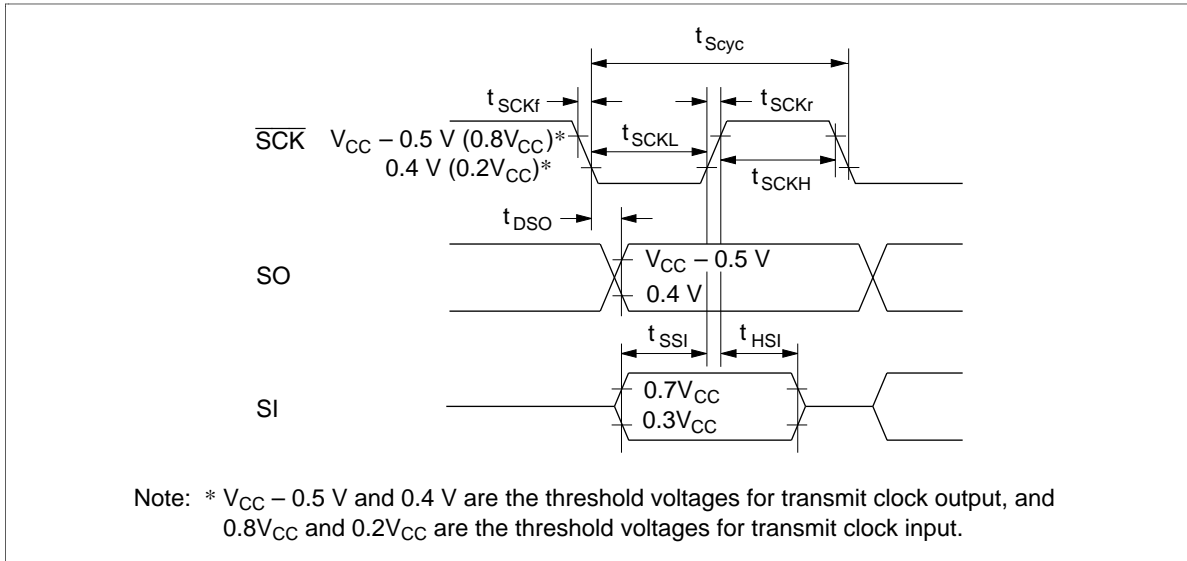 tScyc
tSCKf
tSCKr
SCK VCC – 0.5 V (0.8VCC)*
tSCKL
0.4 V (0.2VCC)*
tSCKH
tDSO
SO
VCC – 0.5 V
0.4 V
tSSI
tHSI
SI
0.7VCC
0.3VCC
Note: * VCC – 0.5 V and 0.4 V are the threshold voltages for transmit clock output, and
0.8VCC and 0.2VCC are the threshold voltages for transmit clock input.